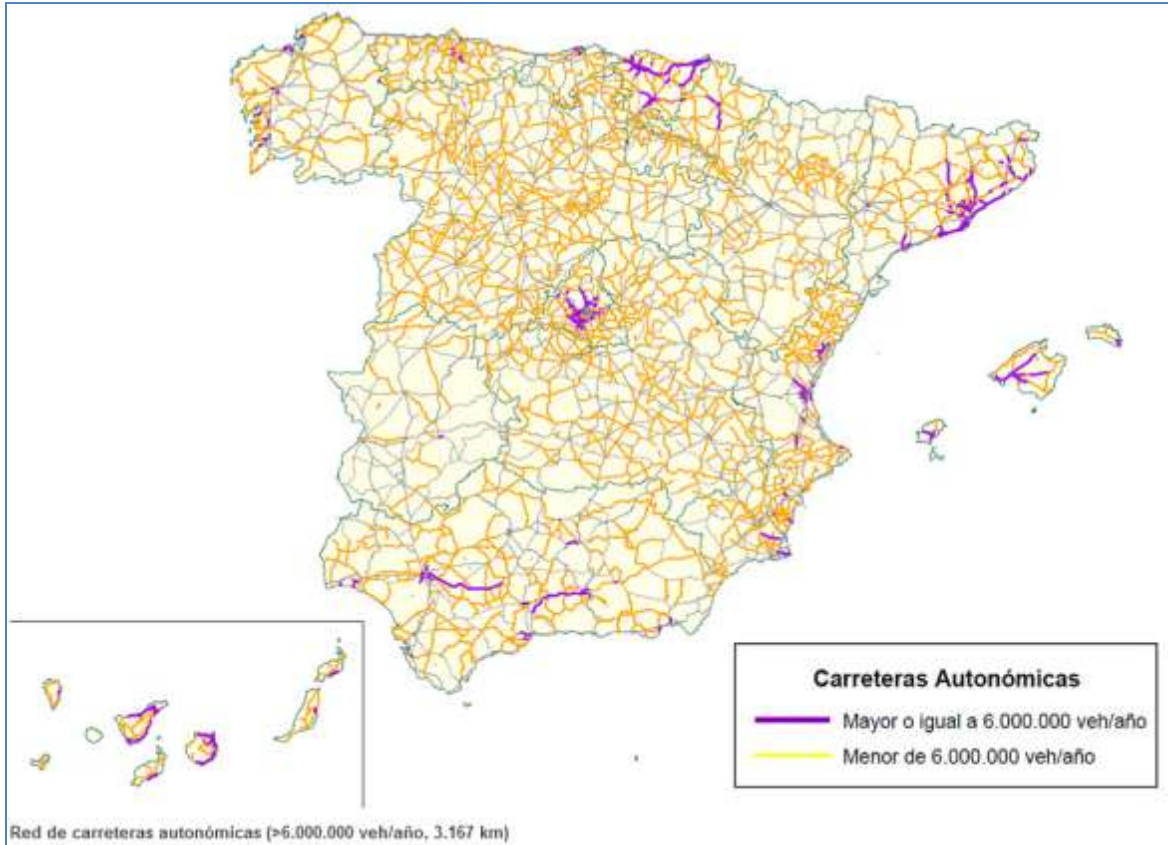 Carreteras Autonómicas
Mayor o igual a 6.000.000 veh/año
Menor de 6.000.000 veh/año
Red de carreteras autonómicas (>6.000.000 veh/año, 3.167 km)